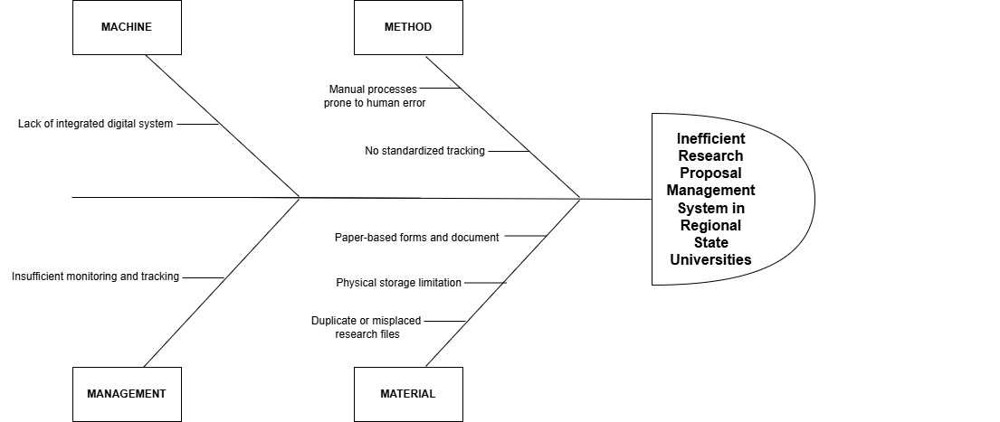 MACHINE
METHOD
Manual processes
prone to human error
Lack of integrated digital system
No standardized tracking
Inefficient
Research
Proposal
Management
System in
Regional
State
Universities
Paper-based forms and document
Insufficient monitoring and tracking
Physical storage limitation
Duplicate or misplaced
research files
MANAGEMENT
MATERIAL